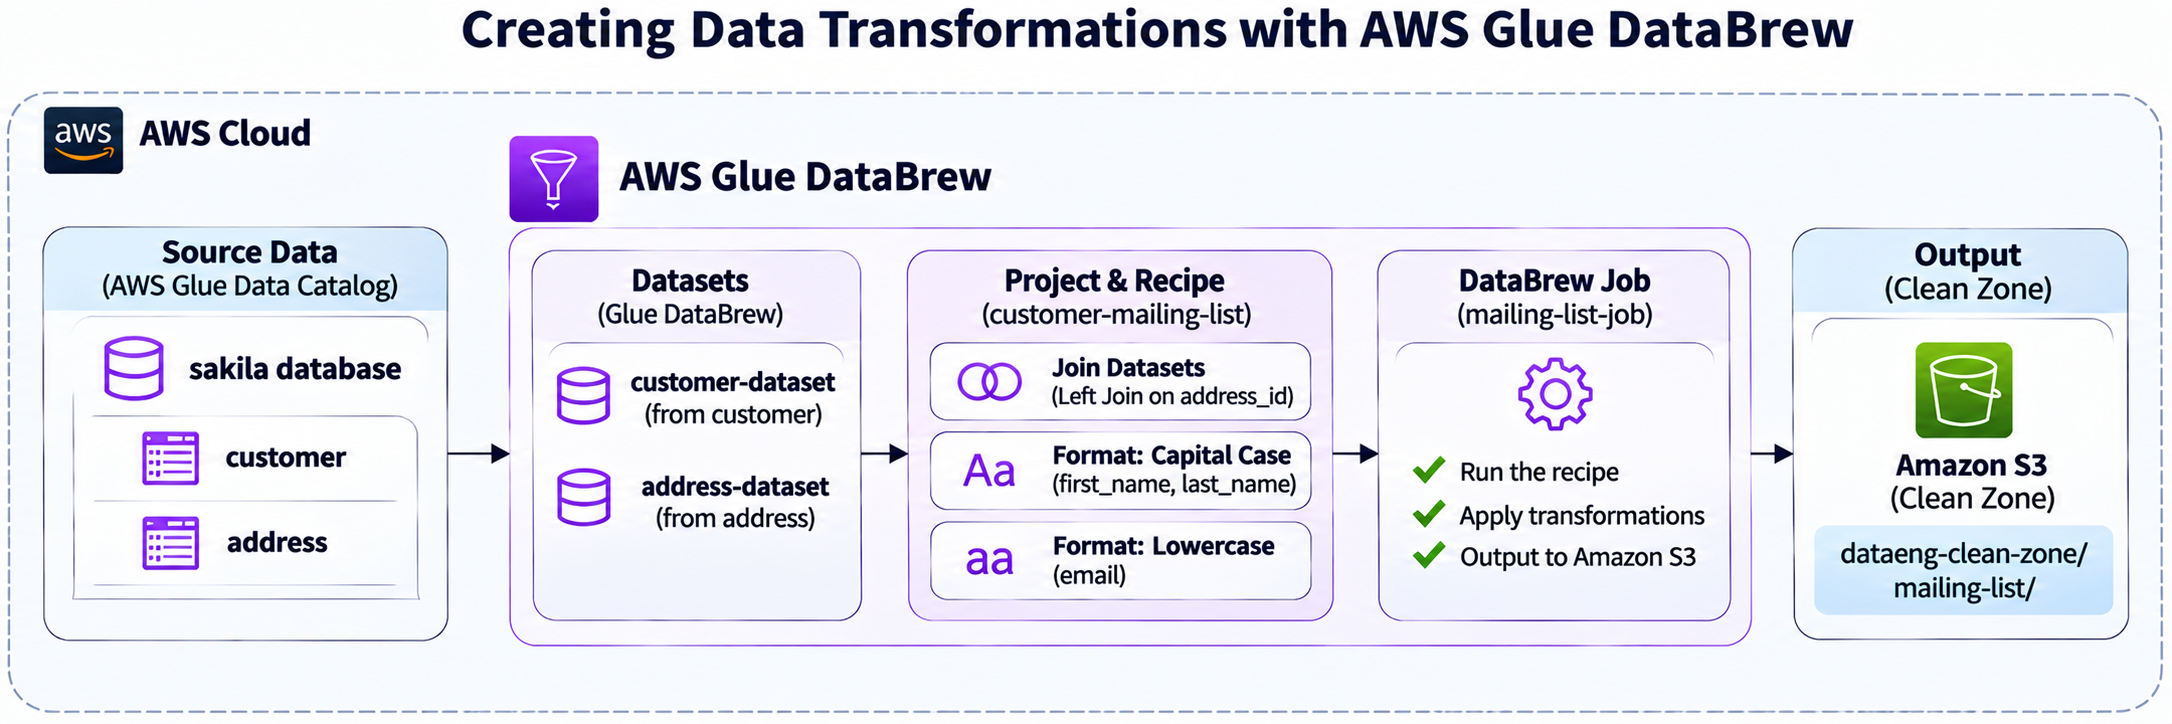 Creating Data Transformations with AWS Glue DataBrew
aws
AWS Cloud
AWS Glue DataBrew
Source Data
(AWS Glue Data Catalog)
sakila database
customer
address
Datasets
(Glue DataBrew)
customer-dataset
(from customer)
address-dataset
(from address)
Project & Recipe
(customer-mailing-list)
Join Datasets
(Left Join on address_id)
Aa
Format: Capital Case
(first_name, last_name)
aa
Format: Lowercase
(email)
DataBrew Job
(mailing-list-job)
Run the recipe
Apply transformations
Output to Amazon S3
Output
(Clean Zone)
Amazon S3
(Clean Zone)
dataeng-clean-zone/
mailing-list/